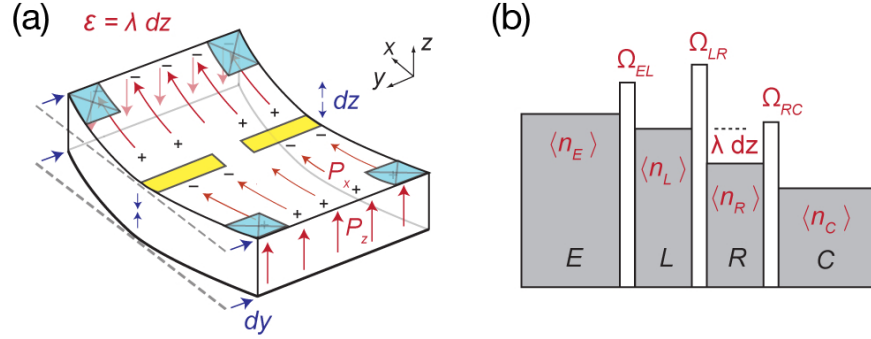 (a)
ε = λ dz
x
y
z
dz
P_x
P_z
dy
− − − − −
+ + + + +
− − − − −
+ + + +
(b)
Ω_EL
Ω_LR
Ω_RC
λ dz
⟨n_E⟩
⟨n_L⟩
⟨n_R⟩
⟨n_C⟩
E
L
R
C